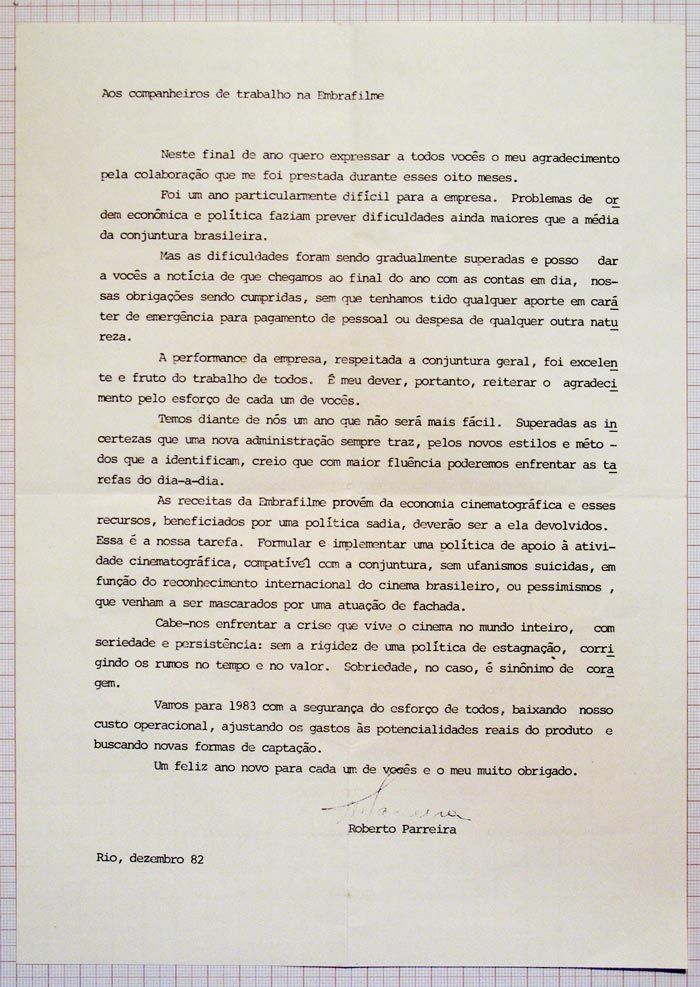 Aos companheiros de trabalho na Embrafilme
Neste final de ano quero expressar a todos vocês o meu agradecimento
pela colaboração que me foi prestada durante esses oito meses.
Foi um ano particularmente difícil para a empresa. Problemas de or
dem econômica e política faziam prever dificuldades ainda maiores que a média
da conjuntura brasileira.
Mas as dificuldades foram sendo gradualmente superadas e posso dar
a vocês a notícia de que chegamos ao final do ano com as contas em dia, nos-
sas obrigações sendo cumpridas, sem que tenhamos tido qualquer aporte em cará
ter de emergência para pagamento de pessoal ou despesa de qualquer outra natu
reza.
A performance da empresa, respeitada a conjuntura geral, foi excelen
te e fruto do trabalho de todos. É meu dever, portanto, reiterar o agradeci
mento pelo esforço de cada um de vocês.
Temos diante de nós um ano que não será mais fácil. Superadas as in
certezas que uma nova administração sempre traz, pelos novos estilos e méto -
dos que a identificam, creio que com maior fluência poderemos enfrentar as ta
refas do dia-a-dia.
As receitas da Embrafilme provém da economia cinematográfica e esses
recursos, beneficiados por uma política sadia, deverão ser a ela devolvidos.
Essa é a nossa tarefa. Formular e implementar uma política de apoio à ativi-
dade cinematográfica, compatível com a conjuntura, sem ufanismos suicidas, em
função do reconhecimento internacional do cinema brasileiro, ou pessimismos ,
que venham a ser mascarados por uma atuação de fachada.
Cabe-nos enfrentar a crise que vive o cinema no mundo inteiro, com
seriedade e persistência: sem a rigidez de uma política de estagnação, corri
gindo os rumos no tempo e no valor. Sobriedade, no caso, é sinônimo de cora
gem.
Vamos para 1983 com a segurança do esforço de todos, baixando nosso
custo operacional, ajustando os gastos às potencialidades reais do produto e
buscando novas formas de captação.
Um feliz ano novo para cada um de vocês e o meu muito obrigado.
Roberto Parreira
Rio, dezembro 82